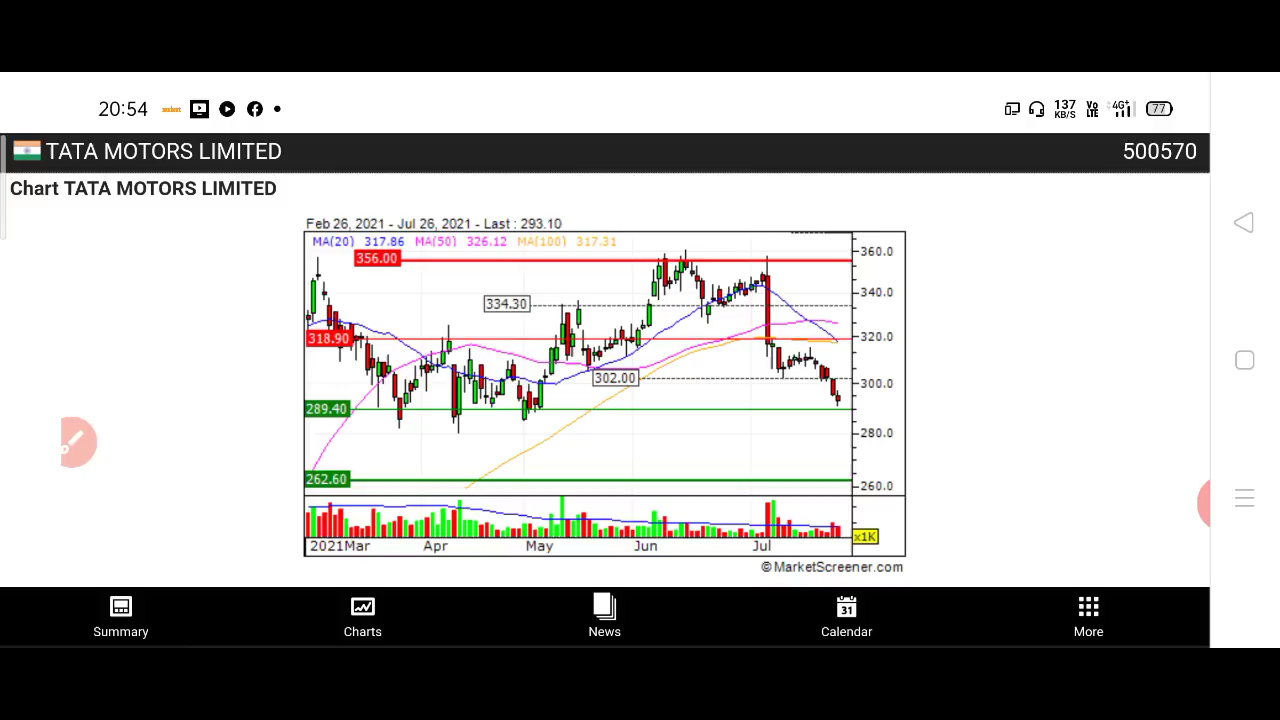 20:54
137 KB/S Vo LTE 4G+ 77
TATA MOTORS LIMITED 500570
Chart TATA MOTORS LIMITED
Feb 26, 2021 - Jul 26, 2021 - Last : 293.10
MA(20) 317.86 MA(50) 326.12 MA(100) 317.31
356.00
360.0
334.30
340.0
318.90
320.0
302.00
300.0
289.40
280.0
262.60
260.0
x1K
2021Mar Apr May Jun Jul
©MarketScreener.com
31
Summary Charts News Calendar More